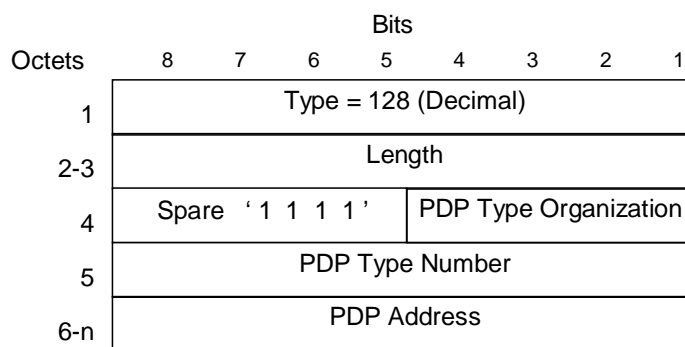 Bits
Octets 8 7 6 5 4 3 2 1
1 Type = 128 (Decimal)
2-3 Length
4 Spare ‘ 1 1 1 1 ’ PDP Type Organization
5 PDP Type Number
6-n PDP Address